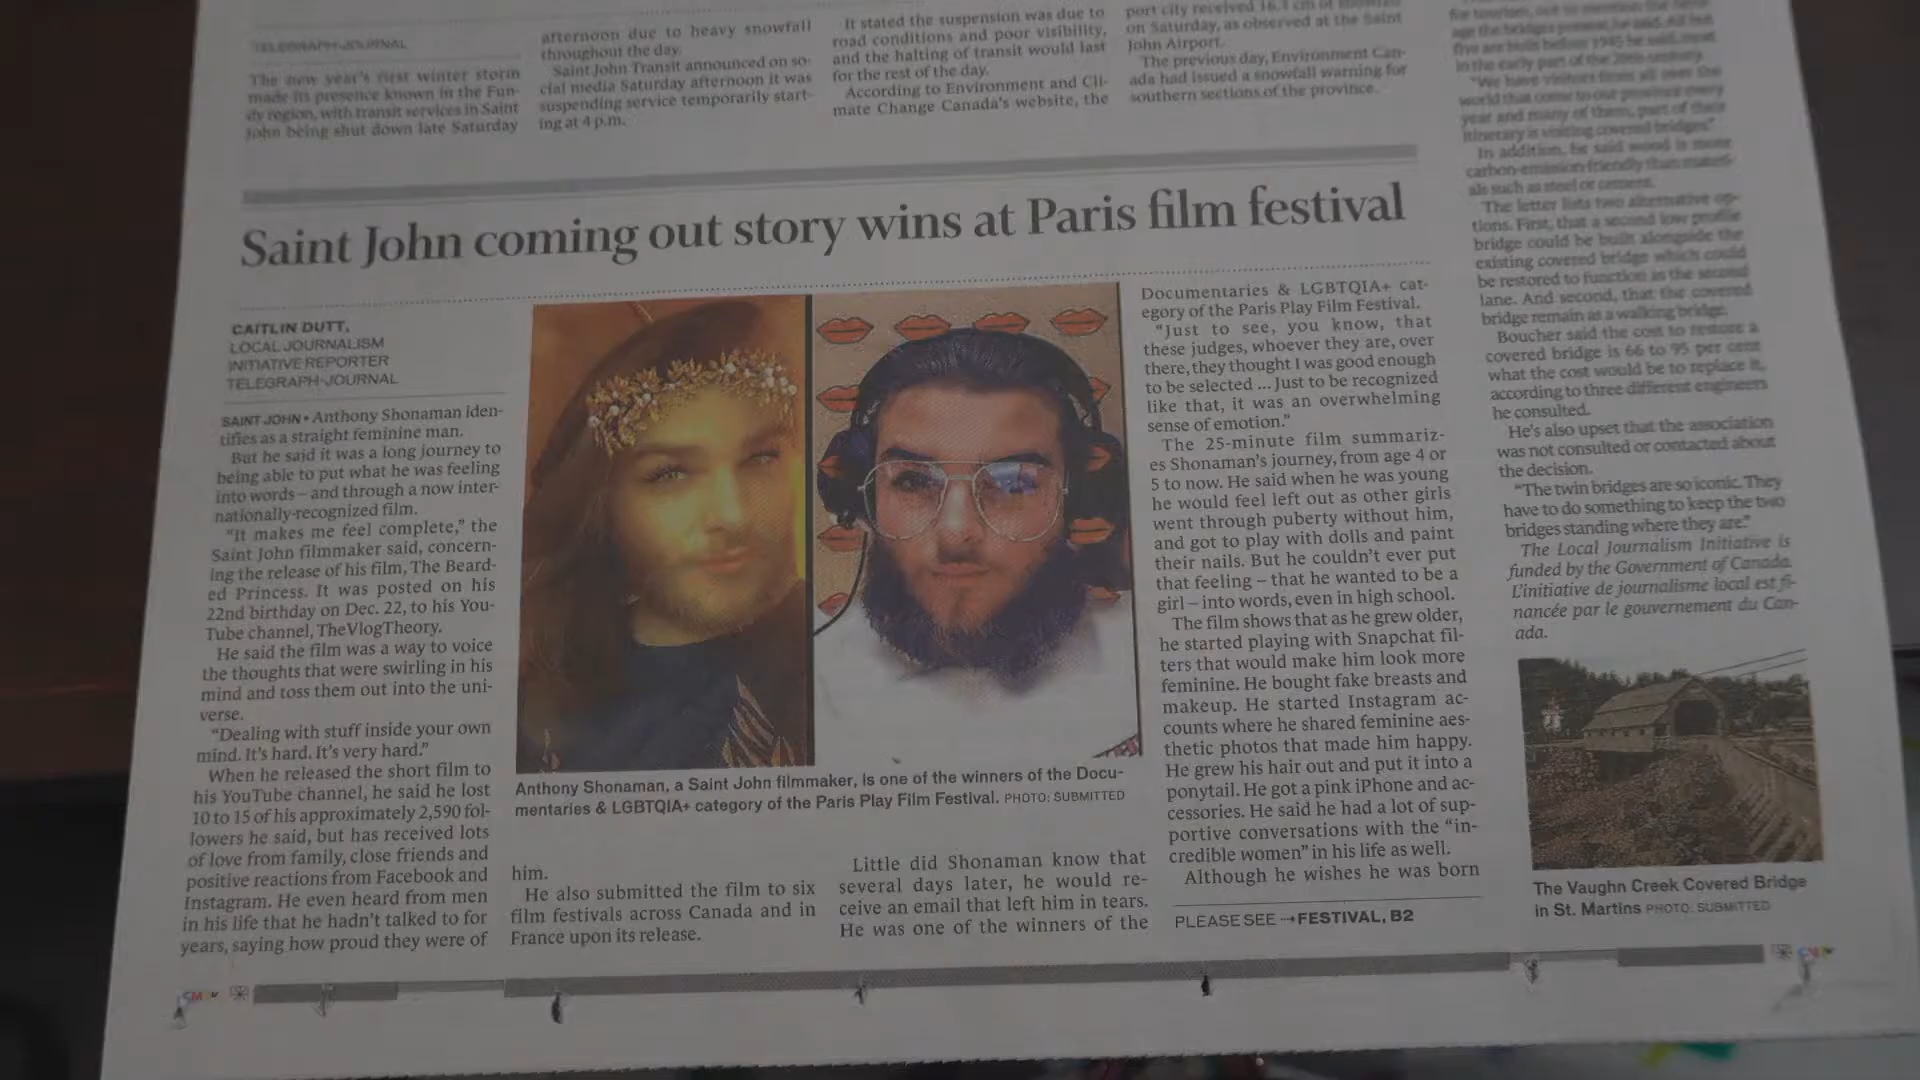 TELEGRAPH-JOURNAL
The new year's first winter storm
made its presence known in the Fun-
dy region, with transit services in Saint
John being shut down late Saturday
afternoon due to heavy snowfall
throughout the day.
Saint John Transit announced on so-
cial media Saturday afternoon it was
suspending service temporarily start-
ing at 4 p.m.
It stated the suspension was due to
road conditions and poor visibility,
and the halting of transit would last
for the rest of the day.
According to Environment and Cli-
mate Change Canada's website, the
port city received
on Saturday, as observed at the Saint
John Airport.
The previous day, Environment Can-
ada had issued a snowfall warning for
southern sections of the province.
Saint John coming out story wins at Paris film festival
CAITLIN DUTT,
LOCAL JOURNALISM
INITIATIVE REPORTER
TELEGRAPH-JOURNAL
SAINT JOHN • Anthony Shonaman iden-
tifies as a straight feminine man.
But he said it was a long journey to
being able to put what he was feeling
into words – and through a now inter-
nationally-recognized film.
"It makes me feel complete," the
Saint John filmmaker said, concern-
ing the release of his film, The Beard-
ed Princess. It was posted on his
22nd birthday on Dec. 22, to his You-
Tube channel, TheVlogTheory.
He said the film was a way to voice
the thoughts that were swirling in his
mind and toss them out into the uni-
verse.
"Dealing with stuff inside your own
mind. It's hard. It's very hard."
When he released the short film to
his YouTube channel, he said he lost
10 to 15 of his approximately 2,590 fol-
lowers he said, but has received lots
of love from family, close friends and
positive reactions from Facebook and
Instagram. He even heard from men
in his life that he hadn't talked to for
years, saying how proud they were of
Anthony Shonaman, a Saint John filmmaker, is one of the winners of the Docu-
mentaries & LGBTQIA+ category of the Paris Play Film Festival. PHOTO: SUBMITTED
him.
He also submitted the film to six
film festivals across Canada and in
France upon its release.
Little did Shonaman know that
several days later, he would re-
ceive an email that left him in tears.
He was one of the winners of the
Documentaries & LGBTQIA+ cat-
egory of the Paris Play Film Festival.
"Just to see, you know, that
these judges, whoever they are, over
there, they thought I was good enough
to be selected ... Just to be recognized
like that, it was an overwhelming
sense of emotion."
The 25-minute film summariz-
es Shonaman's journey, from age 4 or
5 to now. He said when he was young
he would feel left out as other girls
went through puberty without him,
and got to play with dolls and paint
their nails. But he couldn't ever put
that feeling – that he wanted to be a
girl – into words, even in high school.
The film shows that as he grew older,
he started playing with Snapchat fil-
ters that would make him look more
feminine. He bought fake breasts and
makeup. He started Instagram ac-
counts where he shared feminine aes-
thetic photos that made him happy.
He grew his hair out and put it into a
ponytail. He got a pink iPhone and ac-
cessories. He said he had a lot of sup-
portive conversations with the "in-
credible women" in his life as well.
Although he wishes he was born
PLEASE SEE → FESTIVAL, B2
age the bridges present, he said. All but
five are built before 1945 he said, most
in the early part of the 20th century.
"We have visitors from all over the
world that come to our province every
year and many of them, part of their
itinerary is visiting covered bridges."
In addition, he said wood is more
carbon-emission-friendly than materi-
als such as steel or cement.
The letter lists two alternative op-
tions. First, that a second low profile
bridge could be built alongside the
existing covered bridge which could
be restored to function as the second
lane. And second, that the covered
bridge remain as a walking bridge.
Boucher said the cost to restore a
covered bridge is 66 to 95 per cent
what the cost would be to replace it,
according to three different engineers
he consulted.
He's also upset that the association
was not consulted or contacted about
the decision.
"The twin bridges are so iconic. They
have to do something to keep the two
bridges standing where they are."
The Local Journalism Initiative is
funded by the Government of Canada.
L'initiative de journalisme local est fi-
nancée par le gouvernement du Can-
ada.
The Vaughn Creek Covered Bridge
in St. Martins PHOTO: SUBMITTED